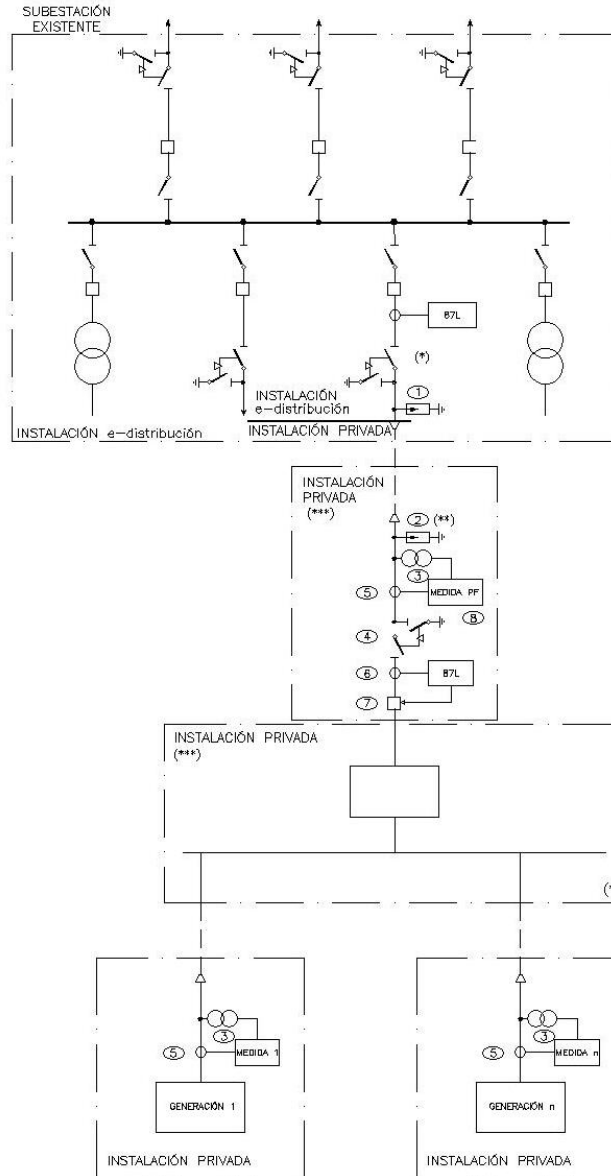 SUBESTACIÓN
EXISTENTE
87L
(*)
1
INSTALACIÓN
e-distribución
INSTALACIÓN e-distribución
INSTALACIÓN PRIVADA
INSTALACIÓN
PRIVADA
(***)
2 (**)
3
5
MEDIDA PF
8
4
6
87L
7
INSTALACIÓN PRIVADA
(***)
3
5
MEDIDA 1
GENERACIÓN 1
INSTALACIÓN PRIVADA
3
5
MEDIDA n
GENERACIÓN n
INSTALACIÓN PRIVADA